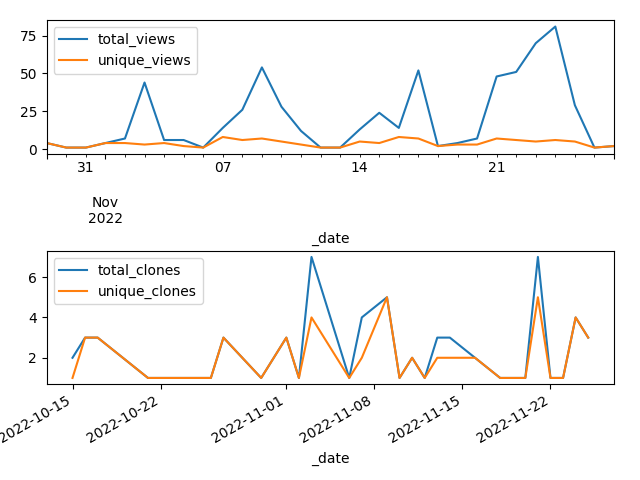 75
50
25
0
total_views
unique_views
31
07
14
21
Nov
2022
_date
6
4
2
total_clones
unique_clones
2022-10-15
2022-10-22
2022-11-01
2022-11-08
2022-11-15
2022-11-22
_date